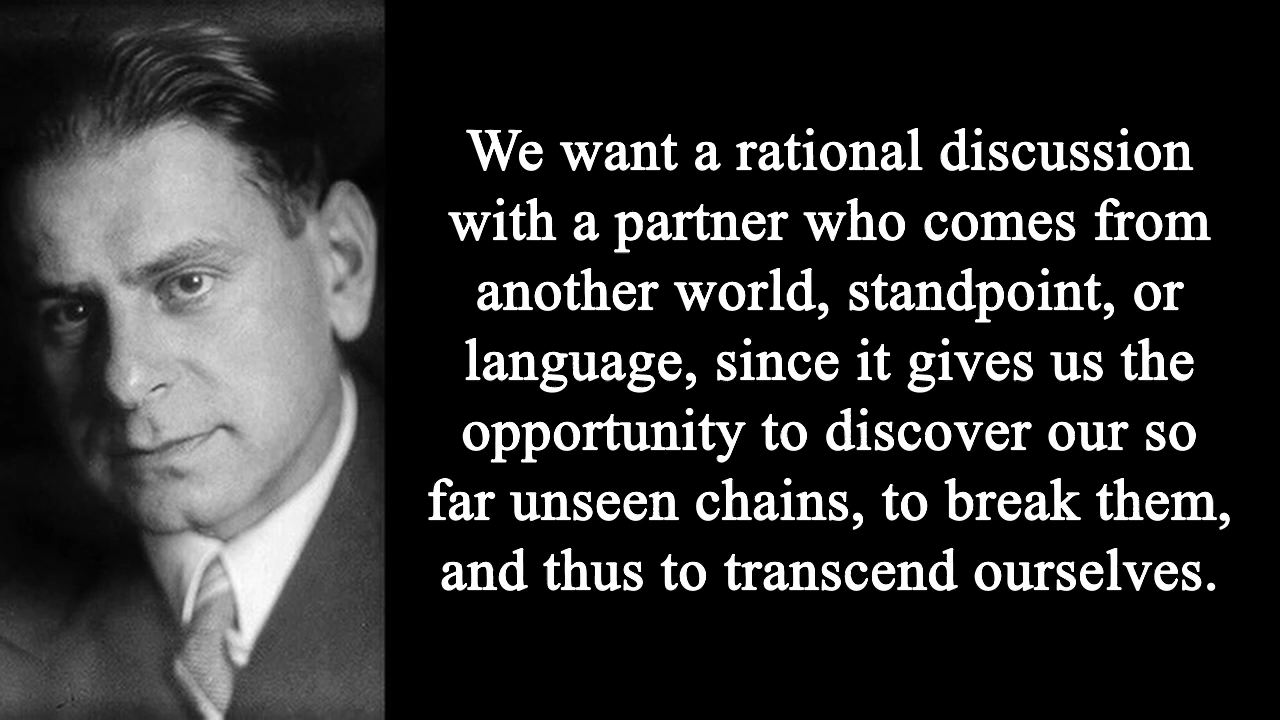 We want a rational discussion
with a partner who comes from
another world, standpoint, or
language, since it gives us the
opportunity to discover our so
far unseen chains, to break them,
and thus to transcend ourselves.